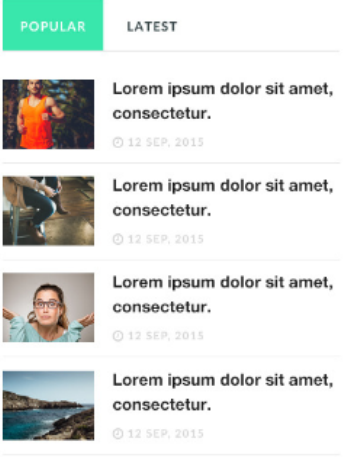 POPULAR
LATEST
Lorem ipsum dolor sit amet,
consectetur.
12 SEP, 2015
Lorem ipsum dolor sit amet,
consectetur.
12 SEP, 2015
Lorem ipsum dolor sit amet,
consectetur.
12 SEP, 2015
Lorem ipsum dolor sit amet,
consectetur.
12 SEP, 2015